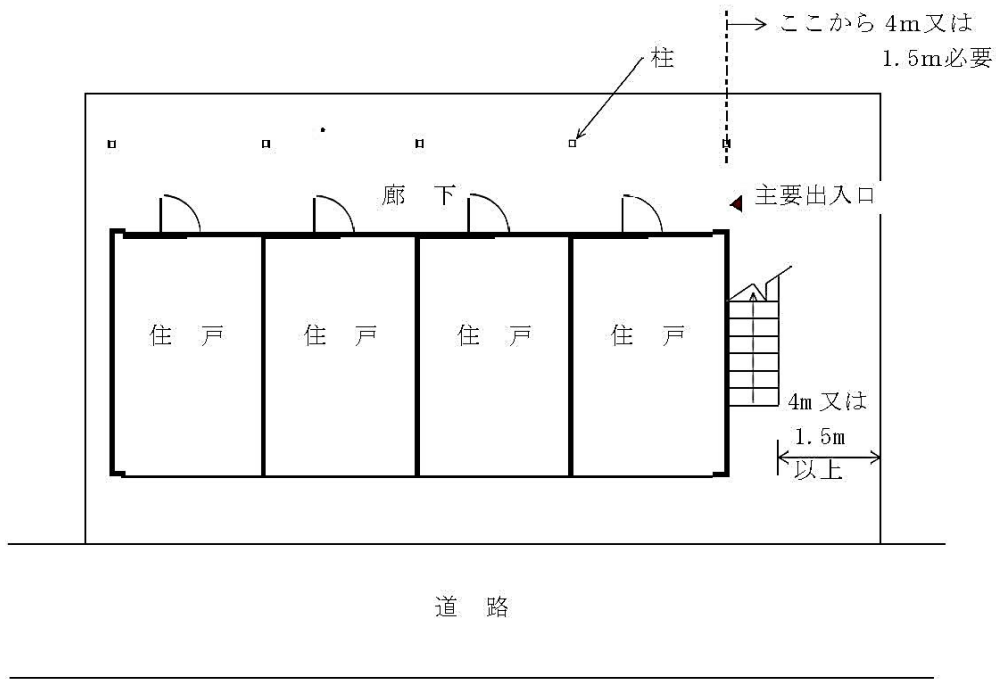 ここから 4m又は
1.5m必要
柱
廊 下
主要出入口
住 戸
住 戸
住 戸
住 戸
4m 又は
1.5m
以上
道 路